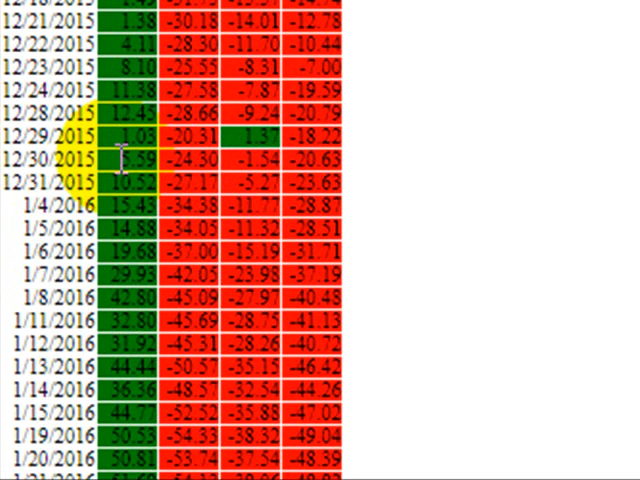 12/21/2015 1.38 -30.18 -14.01 -12.78
12/22/2015 4.11 -28.30 -11.70 -10.44
12/23/2015 8.10 -25.55 -8.31 -7.00
12/24/2015 11.38 -27.58 -7.87 -19.59
12/28/2015 12.45 -28.66 -9.24 -20.79
12/29/2015 1.03 -20.31 1.37 -18.22
12/30/2015 5.59 -24.30 -1.54 -20.63
12/31/2015 10.52 -27.17 -5.27 -23.63
1/4/2016 15.43 -34.38 -11.77 -28.87
1/5/2016 14.88 -34.05 -11.32 -28.51
1/6/2016 19.68 -37.00 -15.19 -31.71
1/7/2016 29.93 -42.05 -23.98 -37.19
1/8/2016 42.80 -45.09 -27.97 -40.48
1/11/2016 32.80 -45.69 -28.75 -41.13
1/12/2016 31.92 -45.31 -28.26 -40.72
1/13/2016 44.44 -50.57 -35.15 -46.42
1/14/2016 36.36 -48.57 -32.54 -44.26
1/15/2016 44.77 -52.52 -35.88 -47.02
1/19/2016 50.53 -54.33 -38.32 -49.04
1/20/2016 50.81 -53.74 -37.54 -48.39